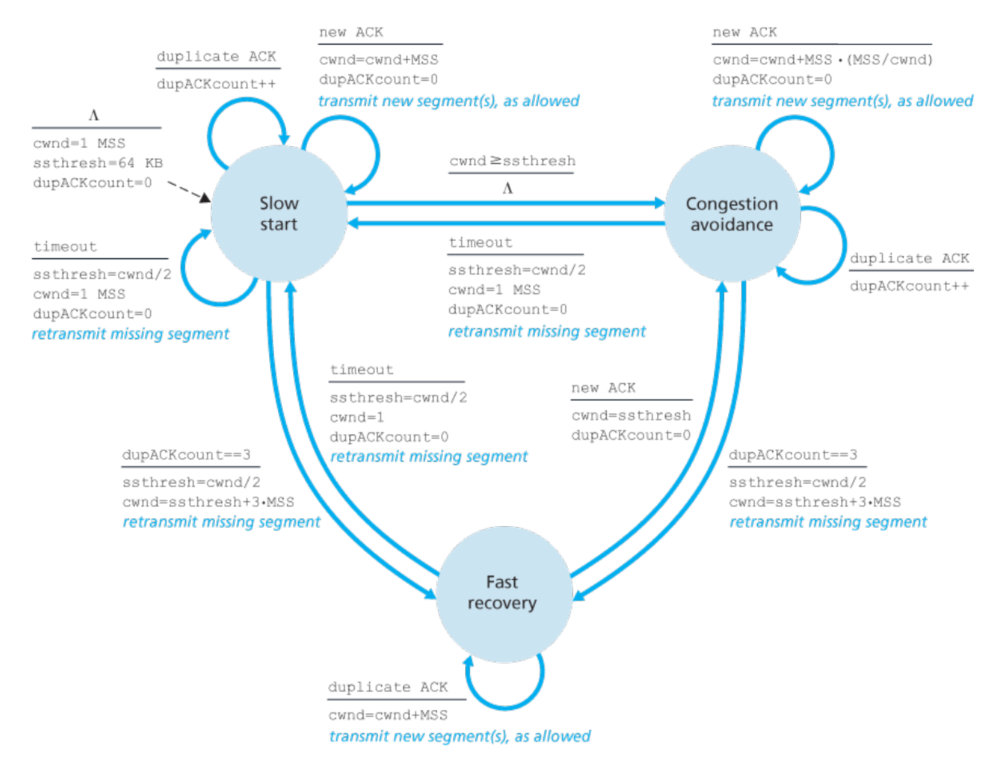 new ACK
cwnd=cwnd+MSS
dupACKcount=0
transmit new segment(s), as allowed
new ACK
cwnd=cwnd+MSS·(MSS/cwnd)
dupACKcount=0
transmit new segment(s), as allowed
duplicate ACK
dupACKcount++
Λ
cwnd=1 MSS
ssthresh=64 KB
dupACKcount=0
cwnd≥ssthresh
Λ
Slow
start
Congestion
avoidance
timeout
ssthresh=cwnd/2
cwnd=1 MSS
dupACKcount=0
retransmit missing segment
timeout
ssthresh=cwnd/2
cwnd=1 MSS
dupACKcount=0
retransmit missing segment
duplicate ACK
dupACKcount++
timeout
ssthresh=cwnd/2
cwnd=1
dupACKcount=0
retransmit missing segment
new ACK
cwnd=ssthresh
dupACKcount=0
dupACKcount==3
ssthresh=cwnd/2
cwnd=ssthresh+3·MSS
retransmit missing segment
dupACKcount==3
ssthresh=cwnd/2
cwnd=ssthresh+3·MSS
retransmit missing segment
Fast
recovery
duplicate ACK
cwnd=cwnd+MSS
transmit new segment(s), as allowed